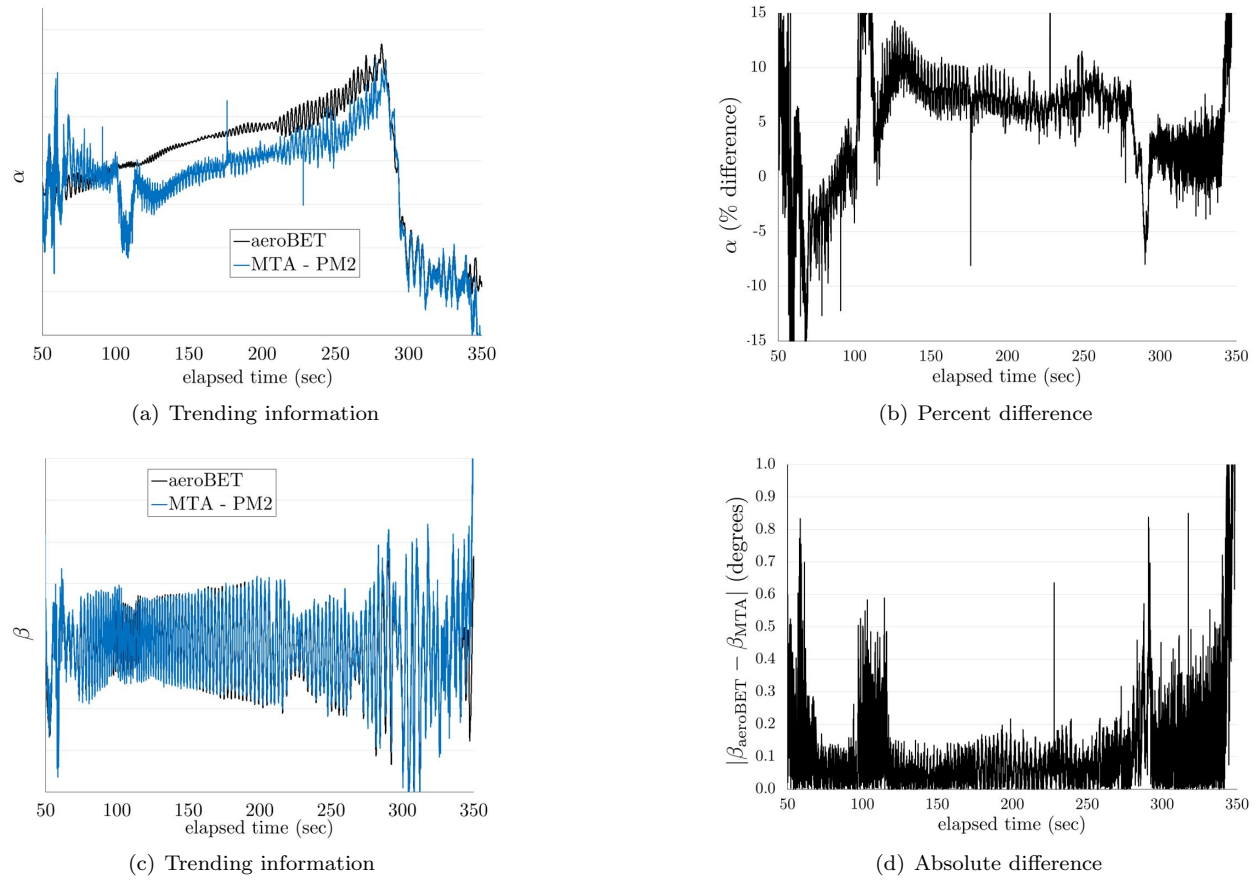 α
aeroBET
MTA - PM2
50 100 150 200 250 300 350
elapsed time (sec)
(a) Trending information
α (% difference)
15
10
5
0
-5
-10
-15
50 100 150 200 250 300 350
elapsed time (sec)
(b) Percent difference
β
aeroBET
MTA - PM2
50 100 150 200 250 300 350
elapsed time (sec)
(c) Trending information
|β_aeroBET − β_MTA| (degrees)
1.0
0.9
0.8
0.7
0.6
0.5
0.4
0.3
0.2
0.1
0.0
50 100 150 200 250 300 350
elapsed time (sec)
(d) Absolute difference